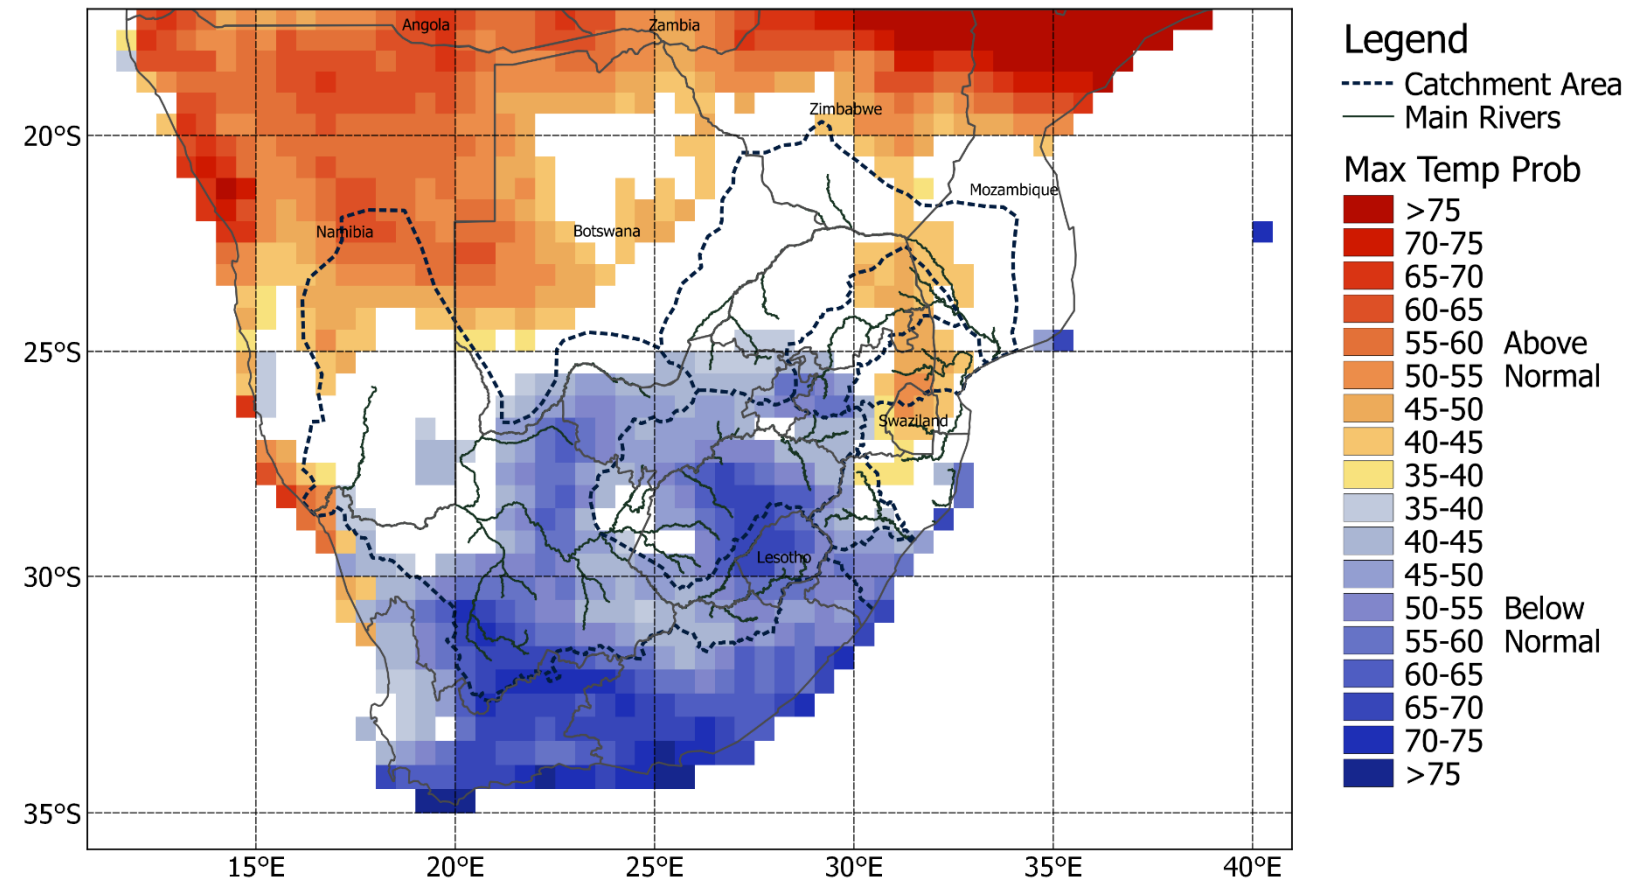 Angola
Zambia
Legend
Catchment Area
Zimbabwe
Main Rivers
20°S
Max Temp Prob
Mozambique
>75
Namibia
Botswana
70-75
65-70
60-65
25°S
55-60 Above
50-55 Normal
45-50
Swaziland
40-45
35-40
35-40
40-45
Lesotho
30°S
45-50
50-55 Below
55-60 Normal
60-65
65-70
70-75
>75
35°S
15°E
20°E
25°E
30°E
35°E
40°E